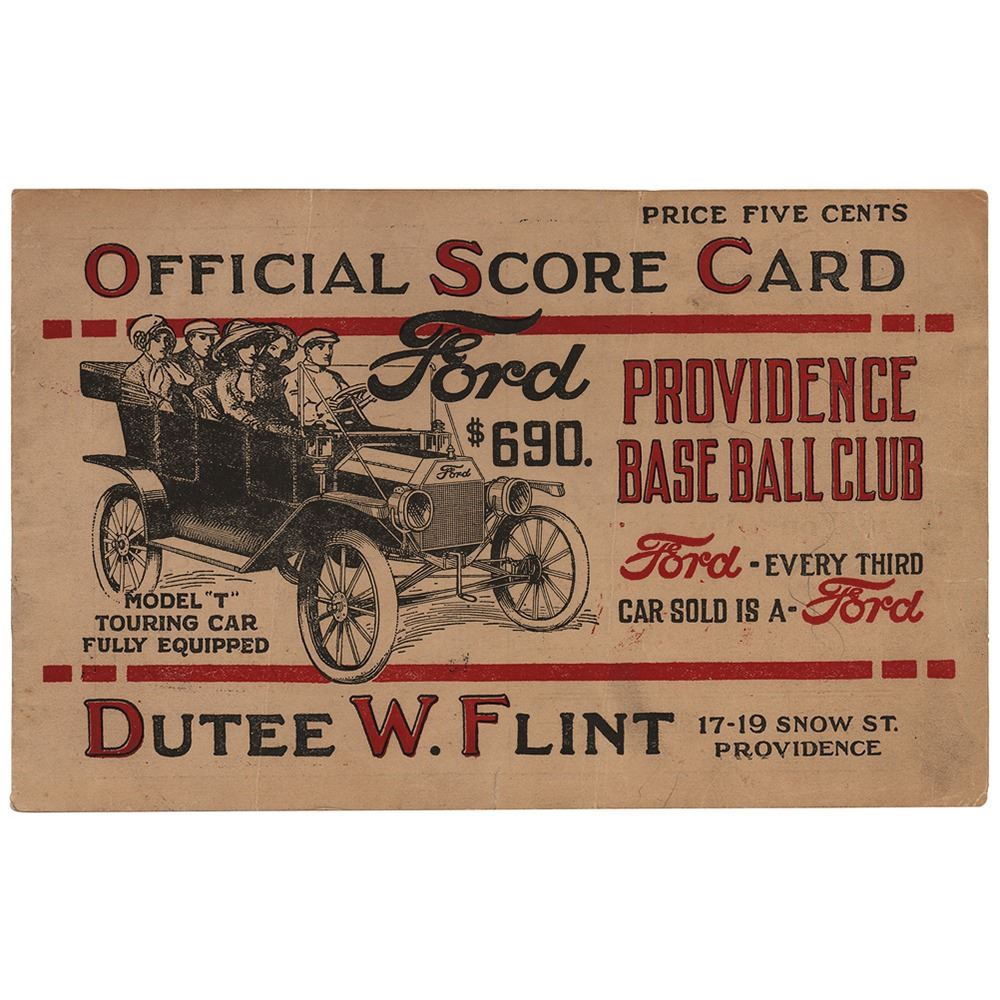 PRICE FIVE CENTS
OFFICIAL SCORE CARD
Ford
$690.
Ford
MODEL "T"
TOURING CAR
FULLY EQUIPPED
PROVIDENCE
BASE BALL CLUB
Ford - EVERY THIRD
CAR SOLD IS A - Ford
DUTEE W. FLINT
17-19 SNOW ST.
PROVIDENCE